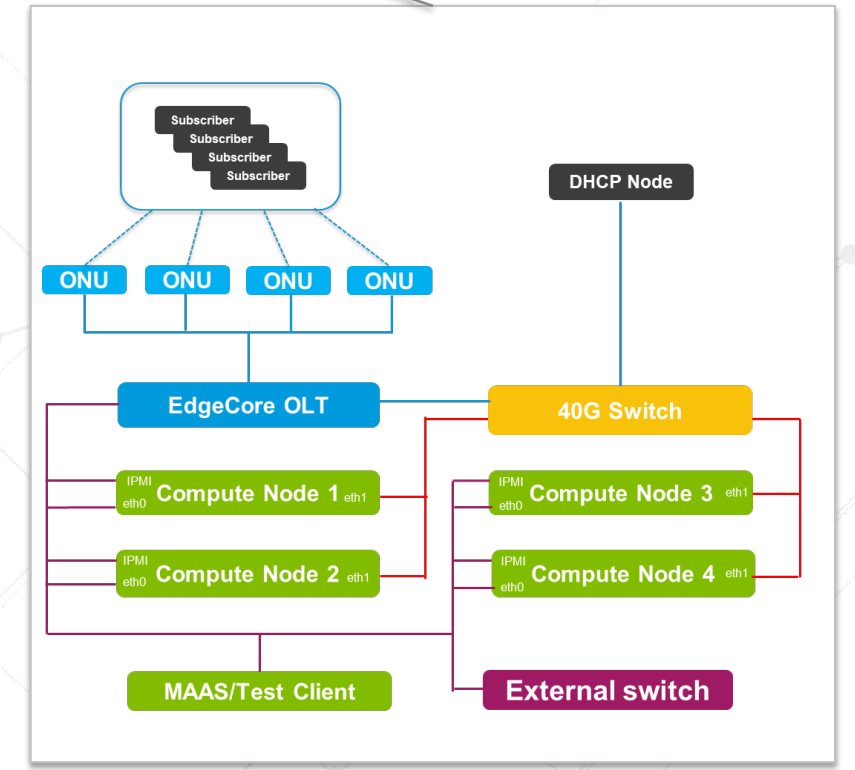 Subscriber
Subscriber
Subscriber
Subscriber
DHCP Node
ONU ONU ONU ONU
EdgeCore OLT
40G Switch
IPMI
Compute Node 1
eth0
eth1
IPMI
Compute Node 3
eth0
eth1
IPMI
Compute Node 2
eth0
eth1
IPMI
Compute Node 4
eth0
eth1
MAAS/Test Client
External switch